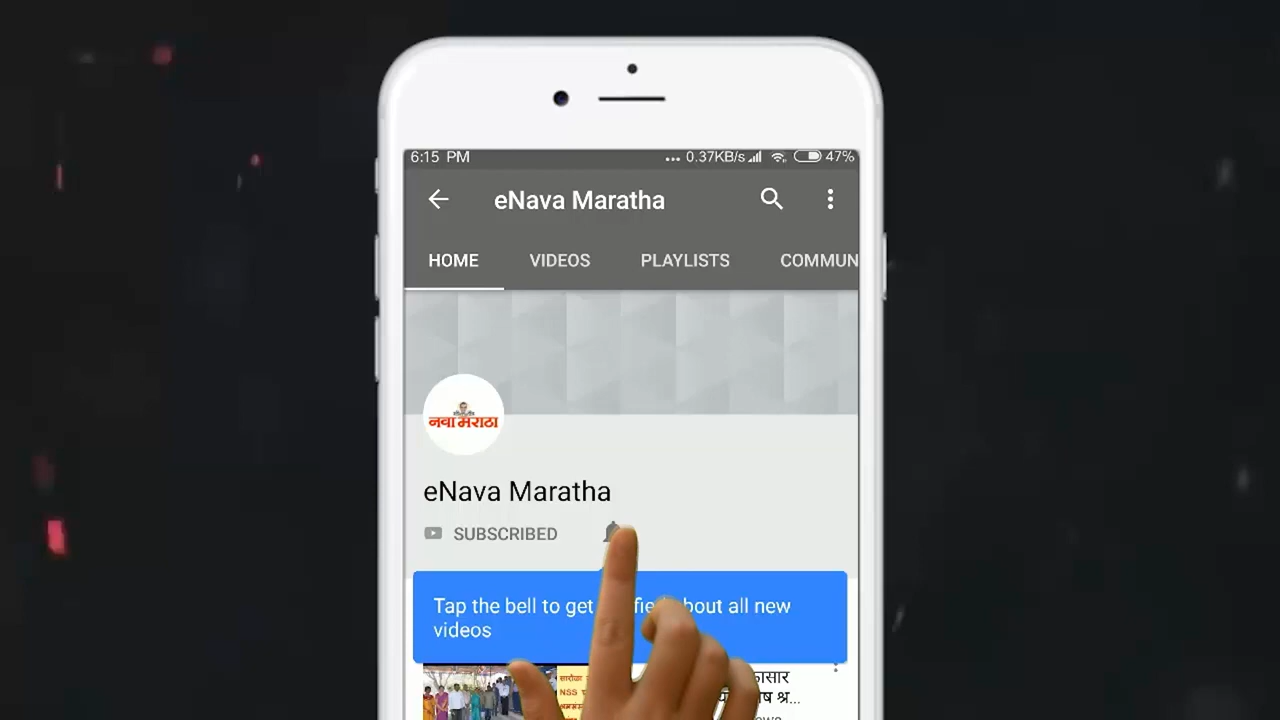 6:15 PM
... 0.37KB/s 47%
eNava Maratha
HOME VIDEOS PLAYLISTS COMMUN
नवा मराठा
eNava Maratha
SUBSCRIBED
Tap the bell to get bout all new
videos
NSS